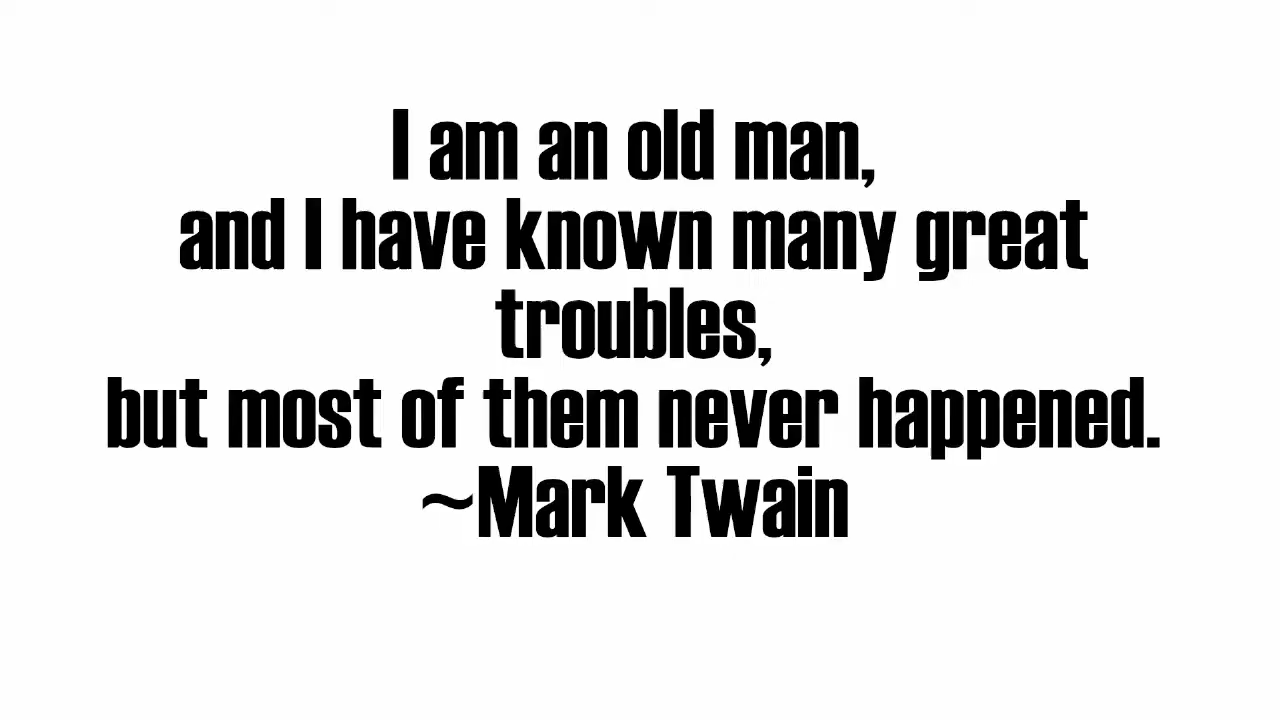 I am an old man,
and I have known many great
troubles,
but most of them never happened.
~Mark Twain